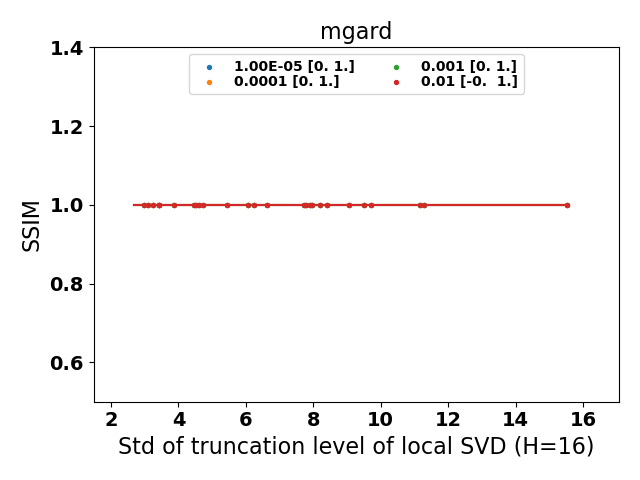 mgard
1.00E-05 [0. 1.]
0.0001 [0. 1.]
0.001 [0. 1.]
0.01 [-0.  1.]
1.4
1.2
1.0
0.8
0.6
SSIM
2 4 6 8 10 12 14 16
Std of truncation level of local SVD (H=16)